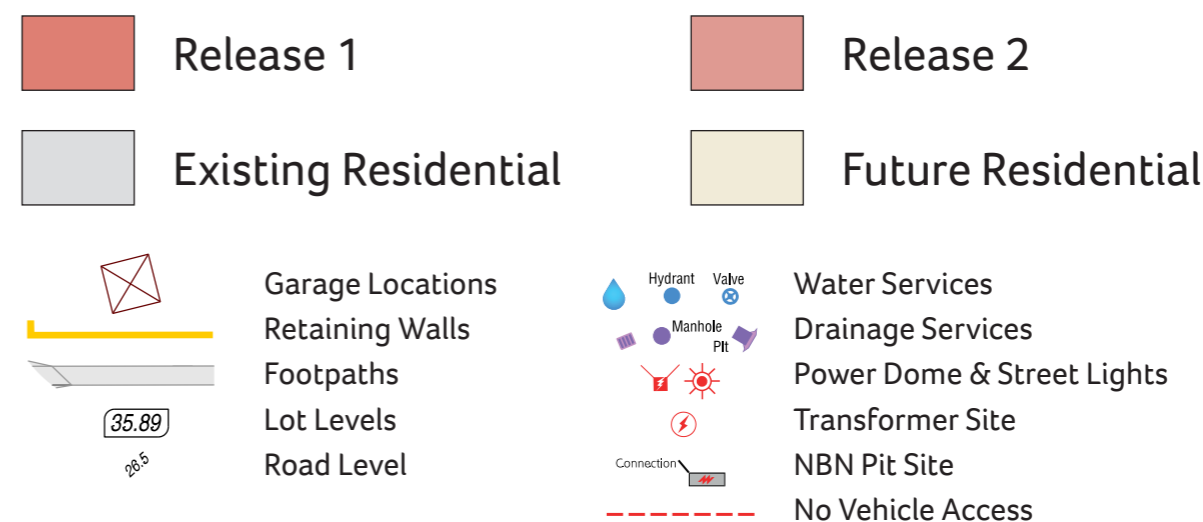 Release 1
Release 2
Existing Residential
Future Residential
Garage Locations
Retaining Walls
Footpaths
35.89 Lot Levels
26.5 Road Level
Hydrant Valve Water Services
Manhole Pit Drainage Services
Power Dome & Street Lights
Transformer Site
Connection NBN Pit Site
No Vehicle Access